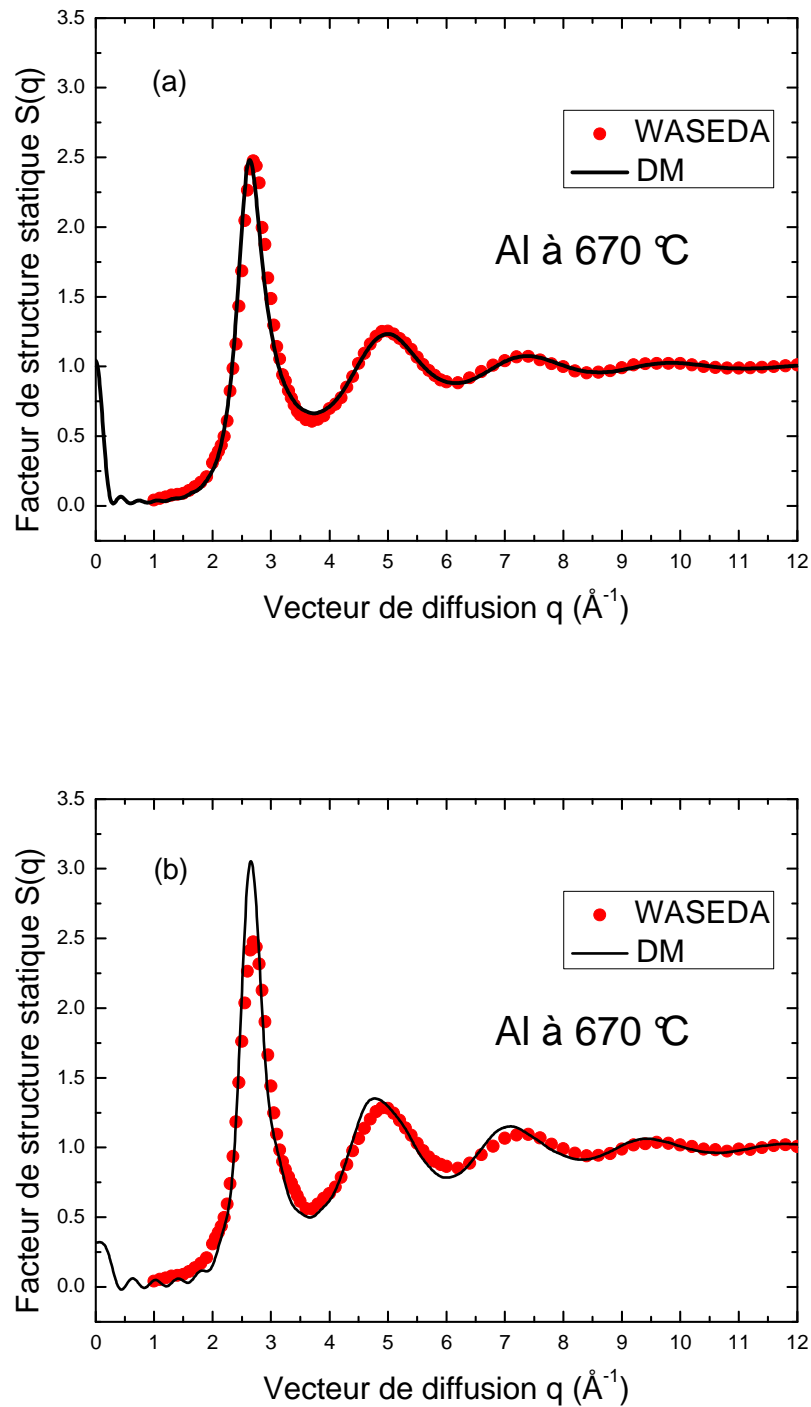 3.5
3.0
2.5
2.0
1.5
1.0
0.5
0.0
Facteur de structure statique S(q)
(a)
WASEDA
DM
Al à 670 °C
0 1 2 3 4 5 6 7 8 9 10 11 12
Vecteur de diffusion q (Å-1)
3.5
3.0
2.5
2.0
1.5
1.0
0.5
0.0
Facteur de structure statique S(q)
(b)
WASEDA
DM
Al à 670 °C
0 1 2 3 4 5 6 7 8 9 10 11 12
Vecteur de diffusion q (Å-1)